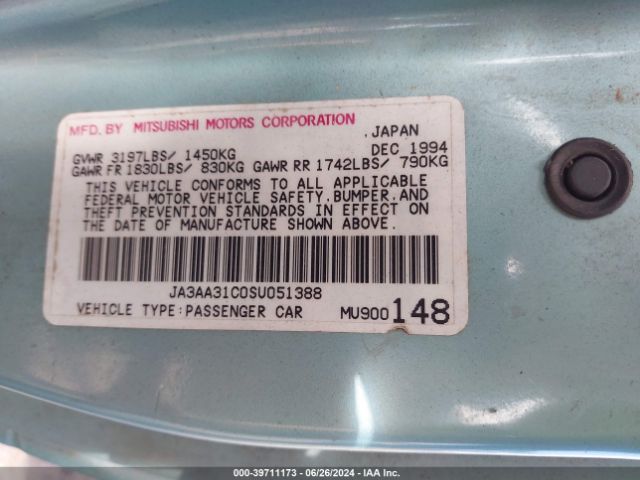 MFD. BY MITSUBISHI MOTORS CORPORATION
, JAPAN
GVWR 3197LBS/ 1450KG DEC 1994
GAWR FR 1830LBS/ 830KG GAWR RR 1742LBS/ 790KG
THIS VEHICLE CONFORMS TO ALL APPLICABLE
FEDERAL MOTOR VEHICLE SAFETY,BUMPER,AND
THEFT PREVENTION STANDARDS IN EFFECT ON
THE DATE OF MANUFACTURE SHOWN ABOVE.
JA3AA31C0SU051388
VEHICLE TYPE:PASSENGER CAR MU900148
000-39711173 - 06/26/2024 - IAA Inc.